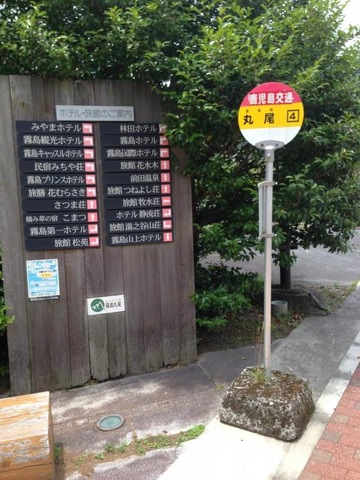 ホテル・旅館のご案内
みやまホテル
霧島観光ホテル
霧島キャッスルホテル
民宿みちや荘
霧島プリンスホテル
旅膳 花むらさき
さつま荘
摘み草の宿 こまつ
霧島第一ホテル
旅館 松苑
林田ホテル
霧島ホテル
霧島国際ホテル
旅館 花水木
前田温泉
旅館 つねよし荘
旅館 牧水荘
ホテル 静流荘
旅館 湯之谷山荘
霧島山上ホテル
霧島丸尾
鹿児島交通
まるお
丸尾
4